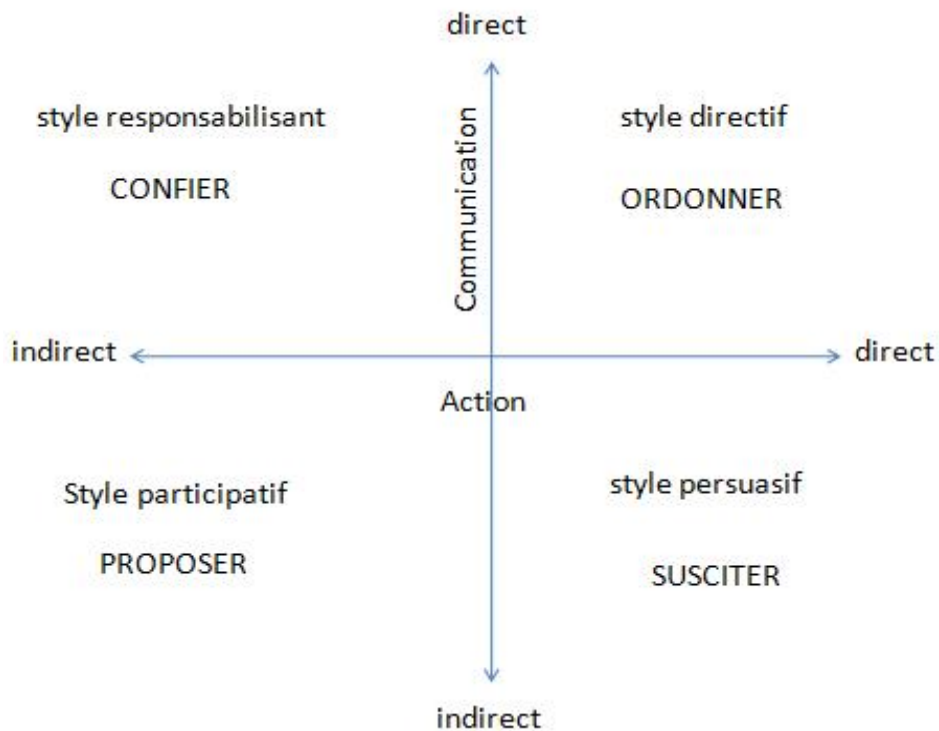 direct
style responsabilisant
style directif
CONFIER
ORDONNER
Communication
indirect
direct
Action
Style participatif
style persuasif
PROPOSER
SUSCITER
indirect